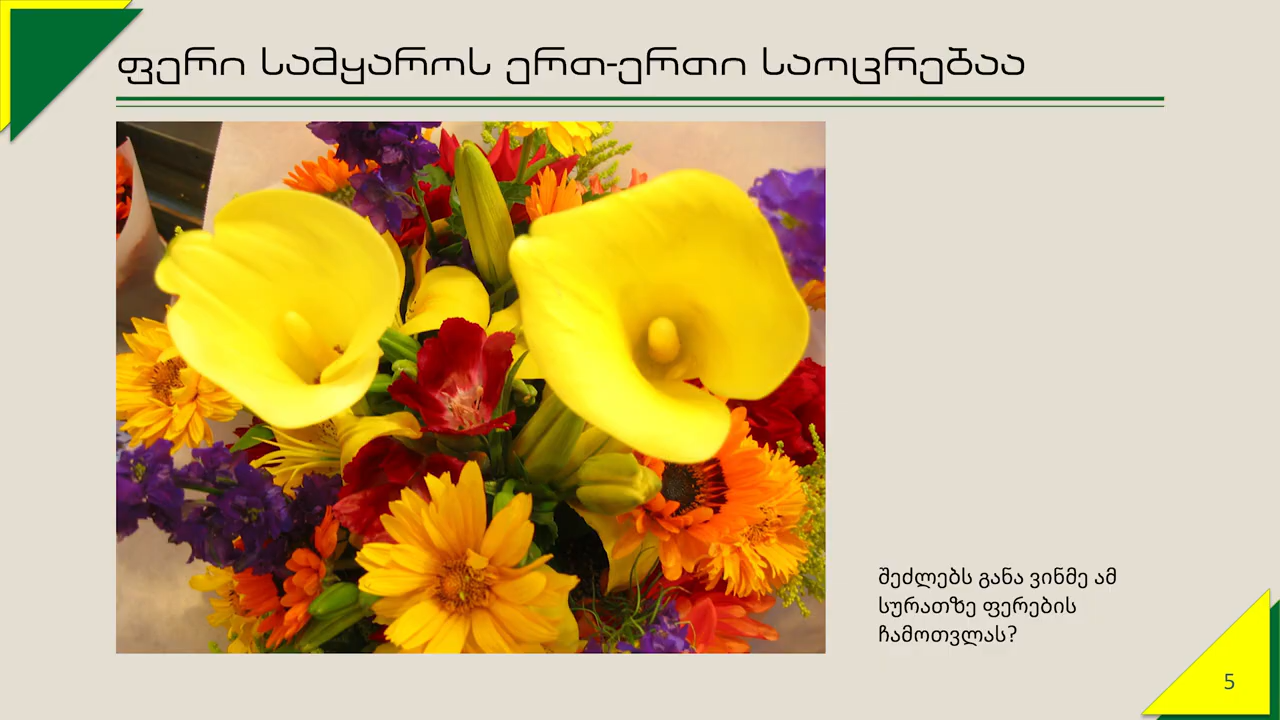 ფერი სამყაროს ერთ-ერთი საოცრებაა
შეძლებს განა ვინმე ამ
სურათზე ფერების
ჩამოთვლას?
5